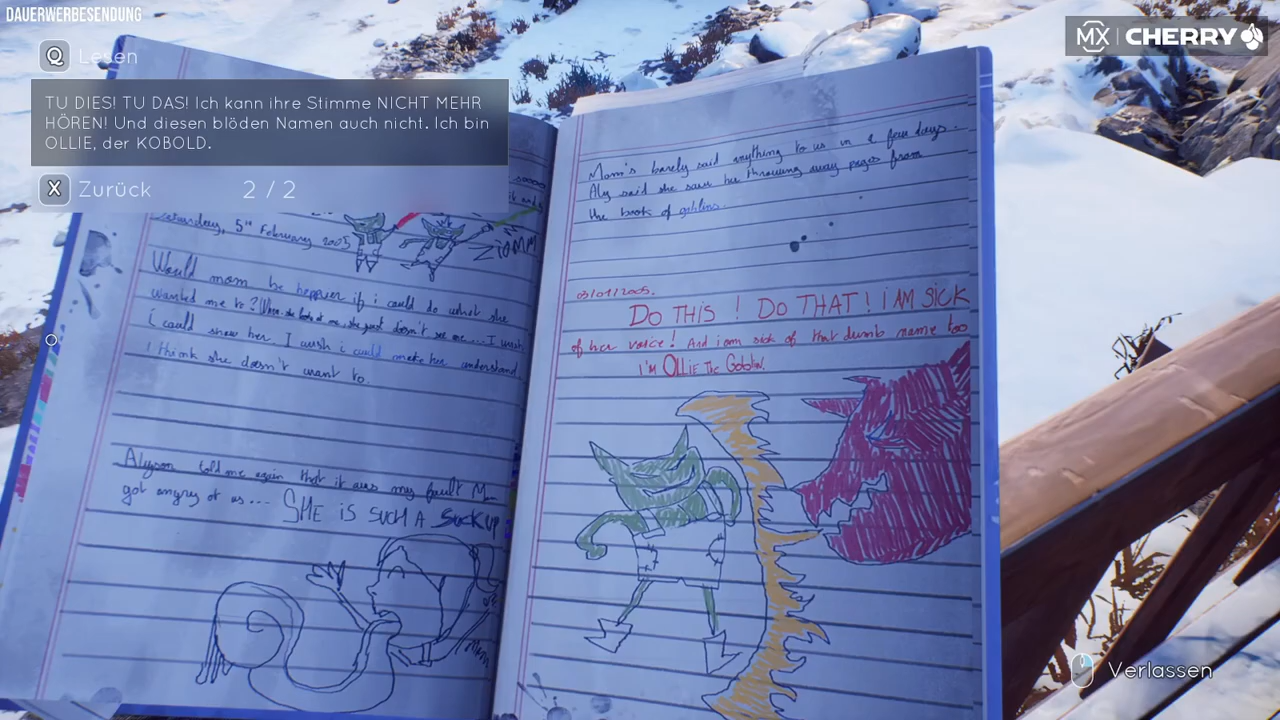 DAUERWERBESENDUNG
MX | CHERRY
Q Lesen
TU DIES! TU DAS! Ich kann ihre Stimme NICHT MEHR
HÖREN! Und diesen blöden Namen auch nicht. Ich bin
OLLIE, der KOBOLD.
X Zurück 2 / 2
Saturday, 5th February 2005
Would mom be happier if i could do what she
wanted me to? When she looks at me, she just doesn't see me.... I wish
i could show her. I wish i could make her understand.
I think she doesn't want to.
Alyson told me again that it was my fault Mom
got angry at us... SHE IS SUCH A SUCK UP
Mom's barely said anything to us in a few days.
Aly said she saw her throwing away pages from
the book of goblins.
03/01/2005.
DO THIS! DO THAT! i AM SiCK
of her voice! And i am sick of that dumb name too
I'M OLLiE The Goblin!
Verlassen